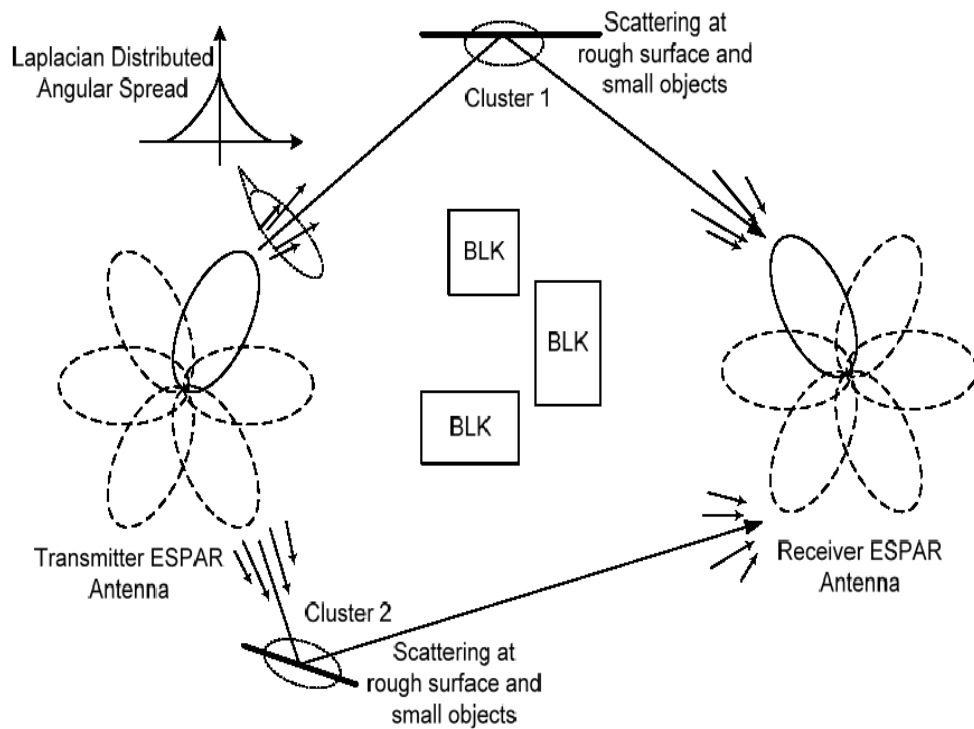 Laplacian Distributed
Angular Spread
Scattering at
rough surface and
small objects
Cluster 1
BLK
BLK
BLK
Transmitter ESPAR
Antenna
Receiver ESPAR
Antenna
Cluster 2
Scattering at
rough surface and
small objects